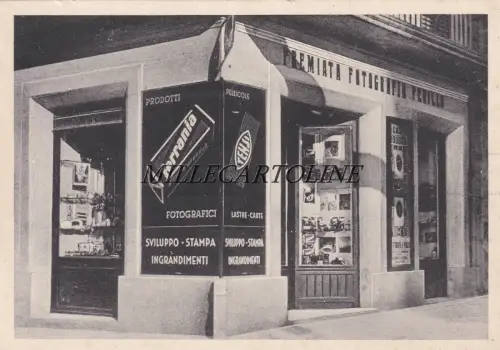 PREMIATA FOTOGRAFIA
PRODOTTI
Ferrania
FOTOGRAFICI
SVILUPPO - STAMPA
INGRANDIMENTI
PELLICOLE
LASTRE - CARTE
SVILUPPO - STAMPA
INGRANDIMENTI
MILLECARTOLINE